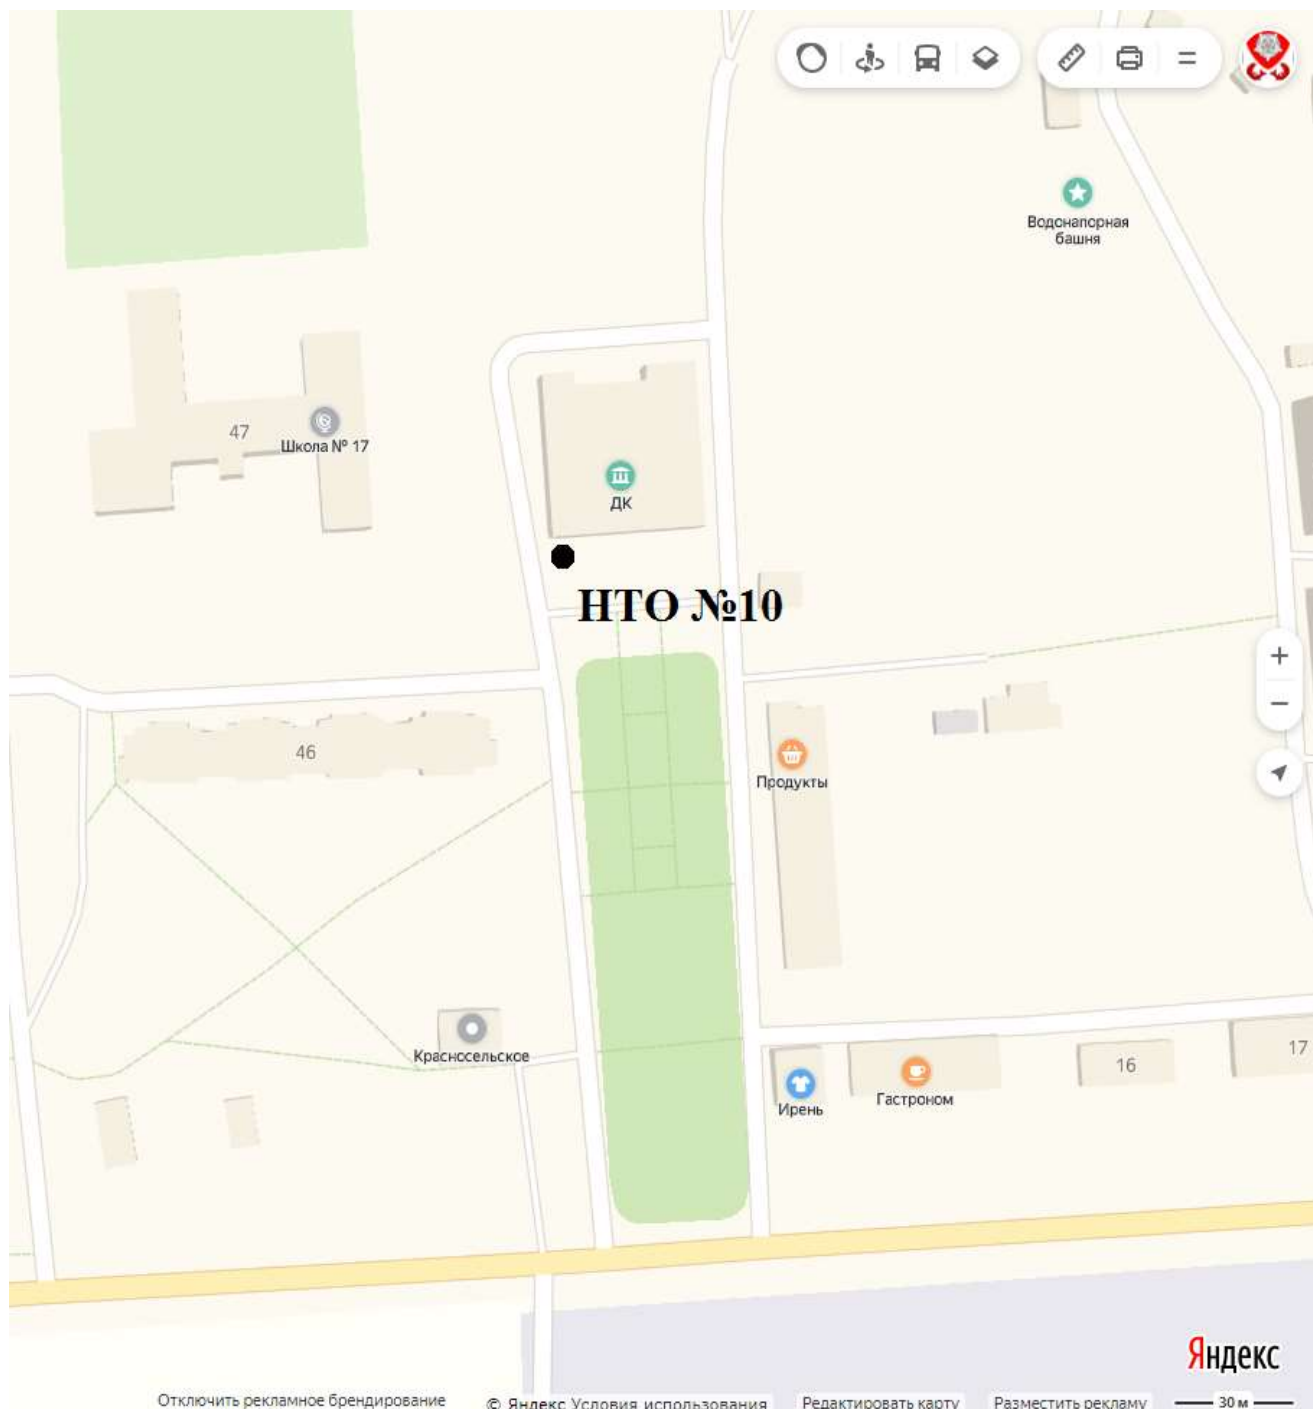 Водонапорная
башня
47
Школа № 17
ДК
НТО №10
+
−
46
Продукты
Красносельское
Ирень
Гастроном
16
17
Яндекс
Отключить рекламное брендирование
© Яндекс Условия использования
Редактировать карту
Разместить рекламу
30 м